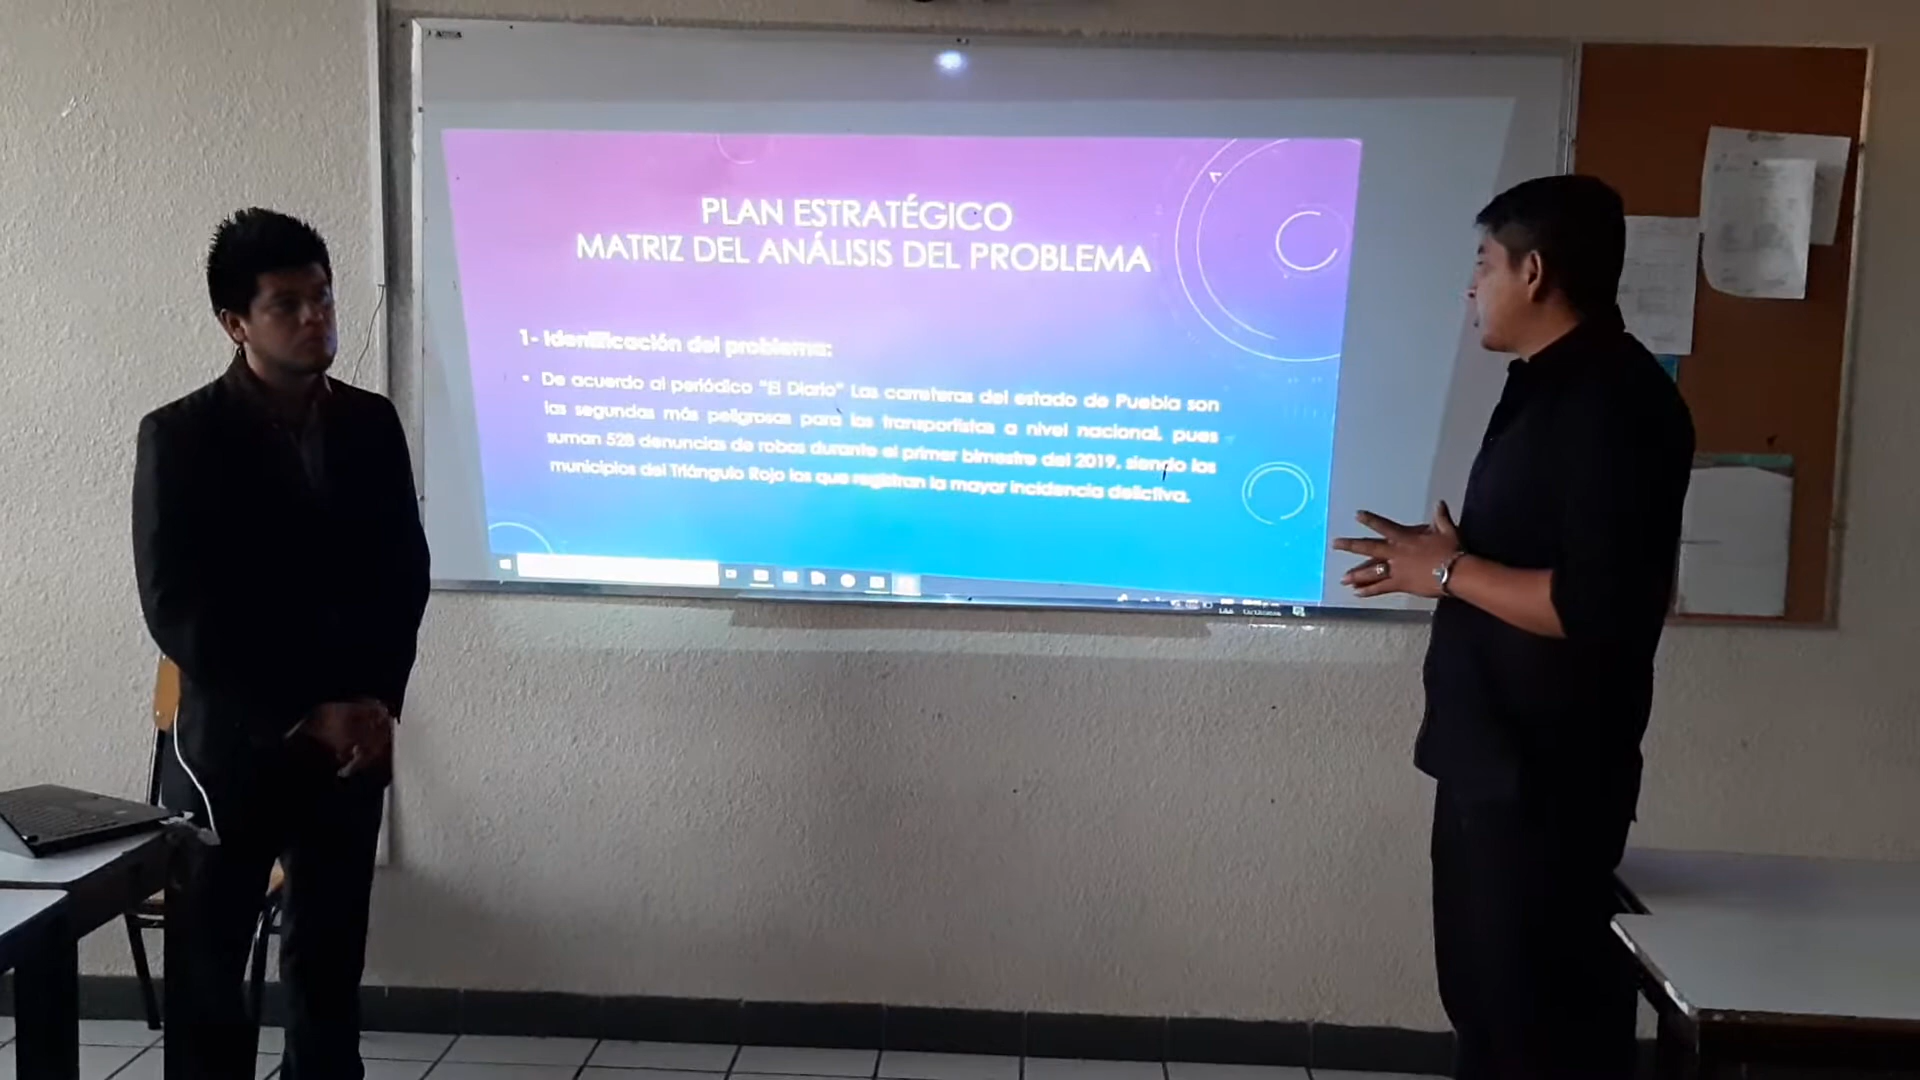 PLAN ESTRATÉGICO
MATRIZ DEL ANÁLISIS DEL PROBLEMA
1- Identificación del problema:
• De acuerdo al periódico “El Diario” Las carreteras del estado de Puebla son
las segundas más peligrosas para los transportistas a nivel nacional, pues
suman 528 denuncias de robos durante el primer bimestre del 2019, siendo los
municipios del Triángulo Rojo los que registran la mayor incidencia delictiva.